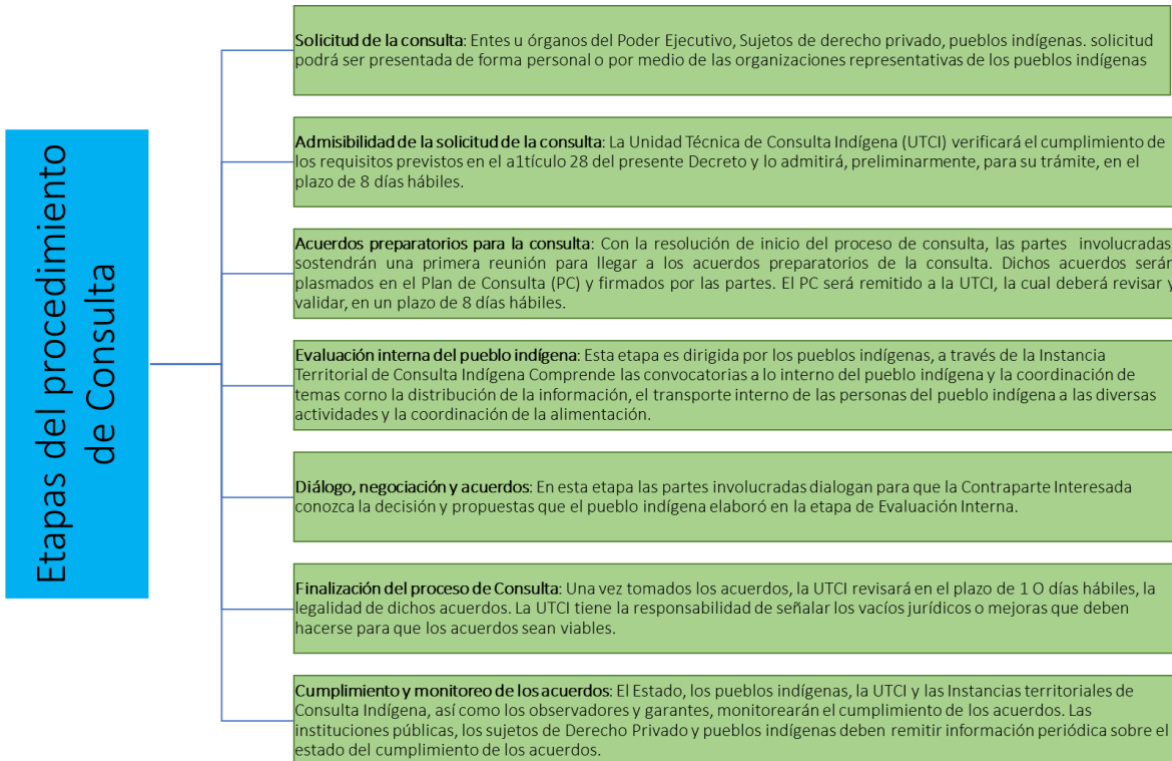 Etapas del procedimiento
de Consulta
Solicitud de la consulta: Entes u órganos del Poder Ejecutivo, Sujetos de derecho privado, pueblos indígenas. solicitud
podrá ser presentada de forma personal o por medio de las organizaciones representativas de los pueblos indígenas
Admisibilidad de la solicitud de la consulta: La Unidad Técnica de Consulta Indígena (UTCI) verificará el cumplimiento de
los requisitos previstos en el a1tículo 28 del presente Decreto y lo admitirá, preliminarmente, para su trámite, en el
plazo de 8 días hábiles.
Acuerdos preparatorios para la consulta: Con la resolución de inicio del proceso de consulta, las partes involucradas
sostendrán una primera reunión para llegar a los acuerdos preparatorios de la consulta. Dichos acuerdos serán
plasmados en el Plan de Consulta (PC) y firmados por las partes. El PC será remitido a la UTCI, la cual deberá revisar y
validar, en un plazo de 8 días hábiles.
Evaluación interna del pueblo indígena: Esta etapa es dirigida por los pueblos indígenas, a través de la Instancia
Territorial de Consulta Indígena Comprende las convocatorias a lo interno del pueblo indígena y la coordinación de
temas corno la distribución de la información, el transporte interno de las personas del pueblo indígena a las diversas
actividades y la coordinación de la alimentación.
Diálogo, negociación y acuerdos: En esta etapa las partes involucradas dialogan para que la Contraparte Interesada
conozca la decisión y propuestas que el pueblo indígena elaboró en la etapa de Evaluación Interna.
Finalización del proceso de Consulta: Una vez tomados los acuerdos, la UTCI revisará en el plazo de 1 O días hábiles, la
legalidad de dichos acuerdos. La UTCI tiene la responsabilidad de señalar los vacíos jurídicos o mejoras que deben
hacerse para que los acuerdos sean viables.
Cumplimiento y monitoreo de los acuerdos: El Estado, los pueblos indígenas, la UTCI y las Instancias territoriales de
Consulta Indígena, así como los observadores y garantes, monitorearán el cumplimiento de los acuerdos. Las
instituciones públicas, los sujetos de Derecho Privado y pueblos indígenas deben remitir información periódica sobre el
estado del cumplimiento de los acuerdos.